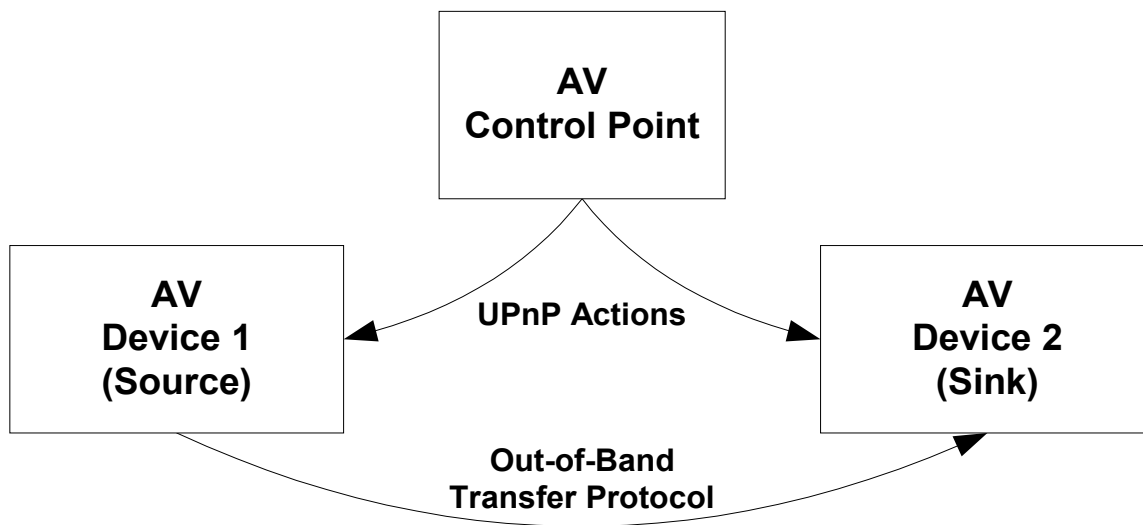 AV
Control Point
AV
Device 1
(Source)
UPnP Actions
AV
Device 2
(Sink)
Out-of-Band
Transfer Protocol